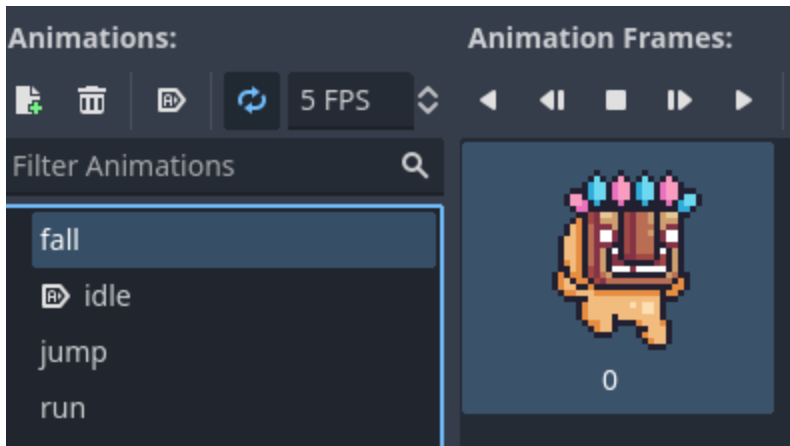 Animations:
Animation Frames:
5 FPS
Filter Animations
fall
idle
jump
run
0